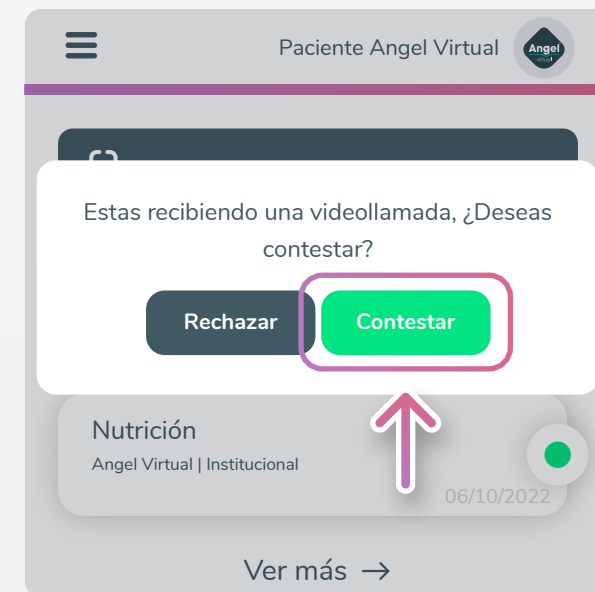 Paciente Angel Virtual
Angel
virtual
Estas recibiendo una videollamada, ¿Deseas
contestar?
Rechazar
Contestar
Nutrición
Angel Virtual | Institucional
06/10/2022
Ver más